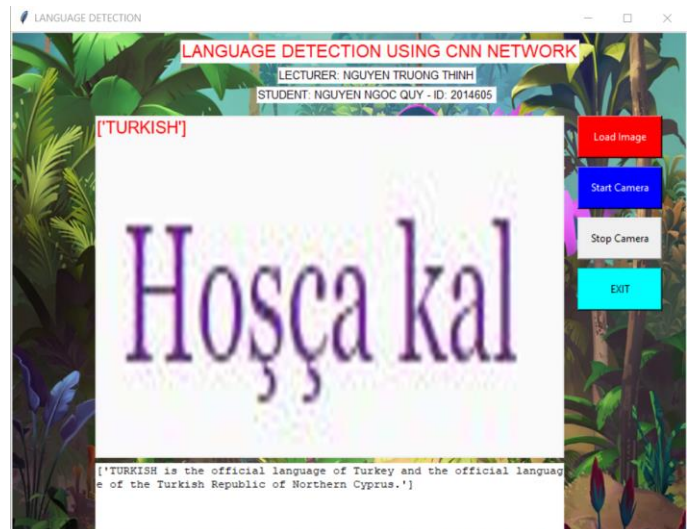 LANGUAGE DETECTION
LANGUAGE DETECTION USING CNN NETWORK
LECTURER: NGUYEN TRUONG THINH
STUDENT: NGUYEN NGOC QUY - ID: 2014605
['TURKISH']
Load Image
Start Camera
Stop Camera
EXIT
Hoşça kal
['TURKISH is the official language of Turkey and the official languag
e of the Turkish Republic of Northern Cyprus.']